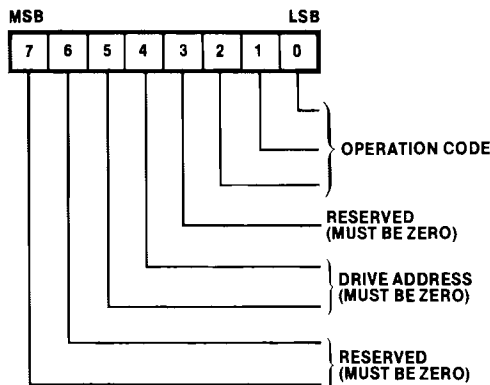 MSB LSB
7 6 5 4 3 2 1 0
OPERATION CODE
RESERVED
(MUST BE ZERO)
DRIVE ADDRESS
(MUST BE ZERO)
RESERVED
(MUST BE ZERO)